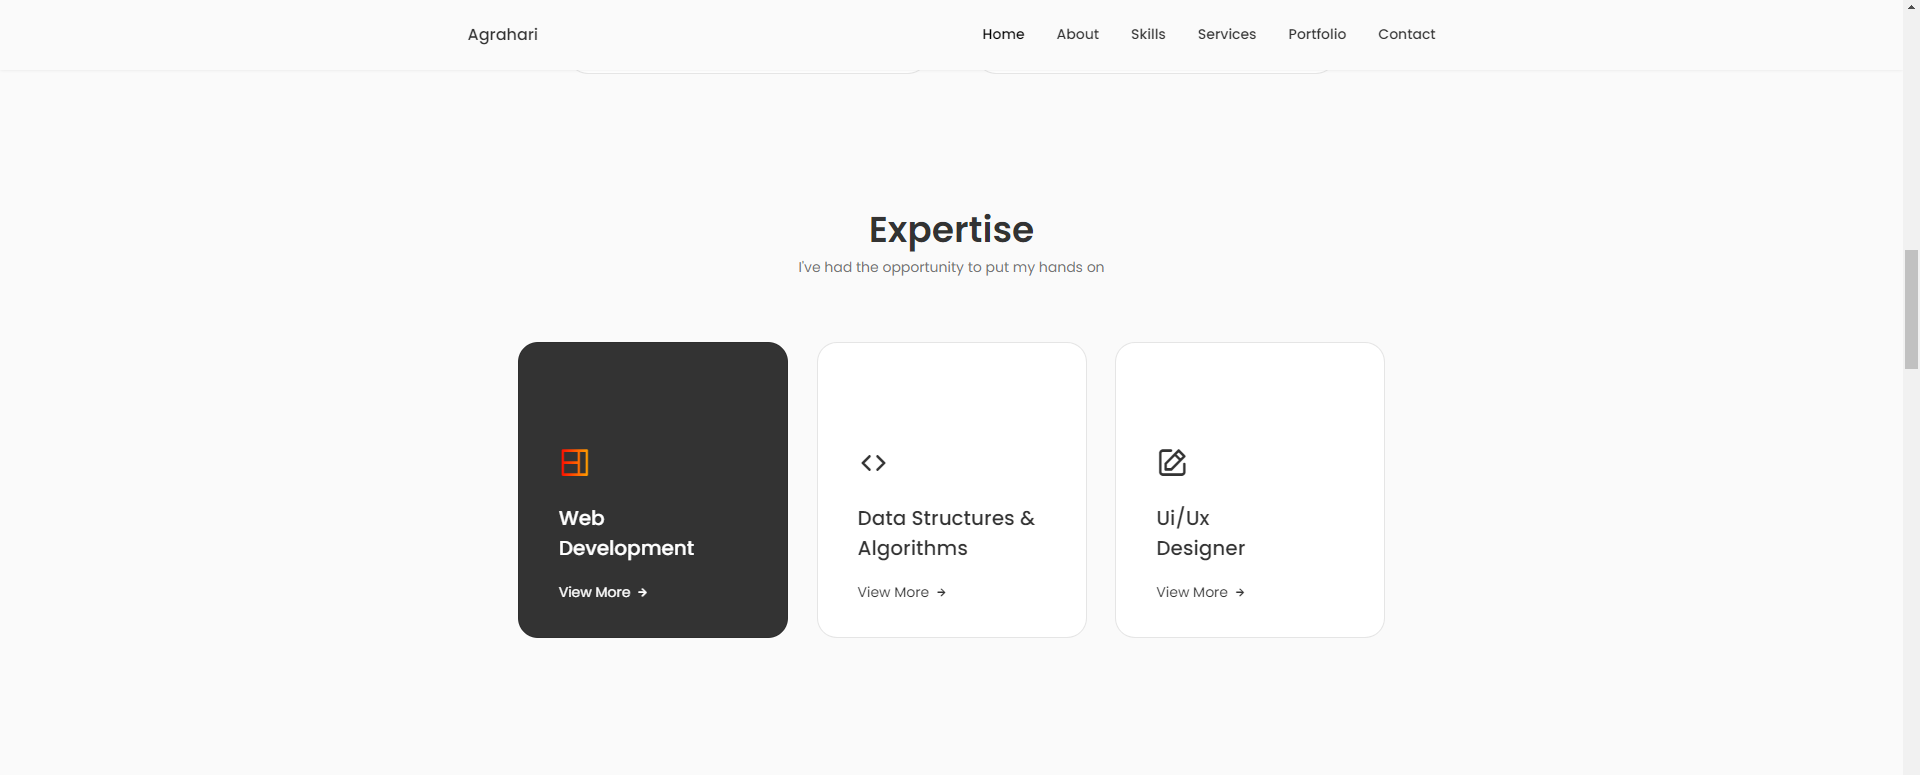 Agrahari
Home About Skills Services Portfolio Contact
Expertise
I've had the opportunity to put my hands on
Web
Development
View More →
Data Structures &
Algorithms
View More →
Ui/Ux
Designer
View More →